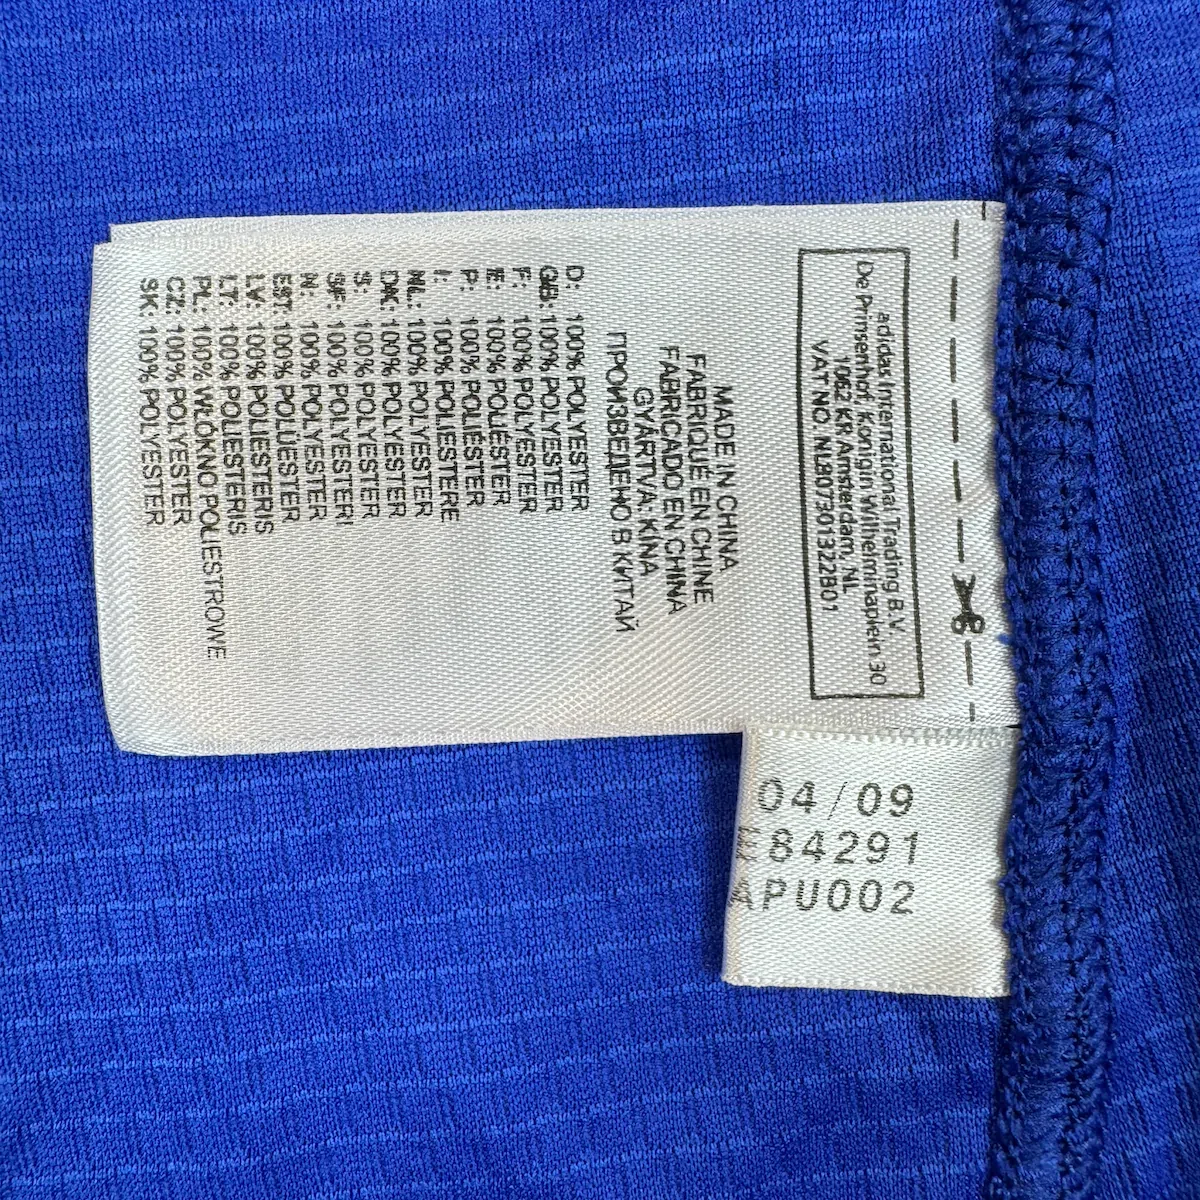 adidas International Trading B.V.
De Prinsenhof, Konigin Wilhelminaplein 30
1062 KR Amsterdam, NL
VAT NO. NL807301322B01
MADE IN CHINA
FABRIQUÉ EN CHINE
FABRICADO EN CHINA
GYÁRTVA: KÍNA
ПРОИЗВЕДЕНО В КИТАЙ
D: 100% POLYESTER
GB: 100% POLYESTER
F: 100% POLYESTER
E: 100% POLIÉSTER
P: 100% POLIÉSTER
I: 100% POLIESTERE
NL: 100% POLYESTER
DK: 100% POLYESTER
S: 100% POLYESTER
SF: 100% POLYESTERI
N: 100% POLYESTER
EST: 100% POLÜESTER
LV: 100% POLIESTERIS
LT: 100% POLIESTERIS
PL: 100% WŁÓKNO POLIESTROWE
CZ: 100% POLYESTER
SK: 100% POLYESTER
04/09
E84291
APU002